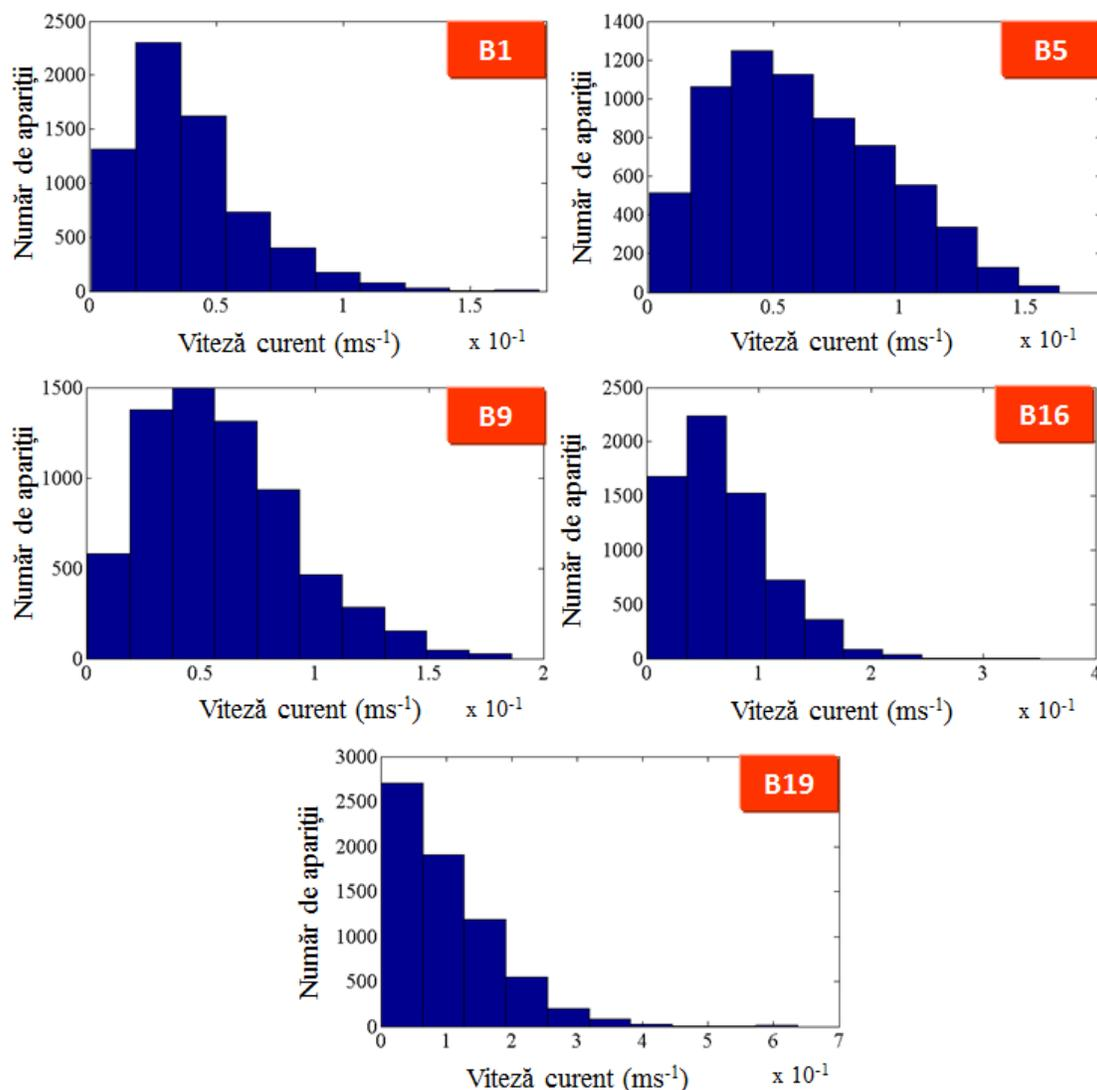 B1
Număr de apariții
2500
2000
1500
1000
500
0
0 0.5 1 1.5
Viteză curent (ms-1) x 10-1
B5
Număr de apariții
1400
1200
1000
800
600
400
200
0
0 0.5 1 1.5
Viteză curent (ms-1) x 10-1
B9
Număr de apariții
1500
1000
500
0
0 0.5 1 1.5 2
Viteză curent (ms-1) x 10-1
B16
Număr de apariții
2500
2000
1500
1000
500
0
0 1 2 3 4
Viteză curent (ms-1) x 10-1
B19
Număr de apariții
3000
2500
2000
1500
1000
500
0
0 1 2 3 4 5 6 7
Viteză curent (ms-1) x 10-1